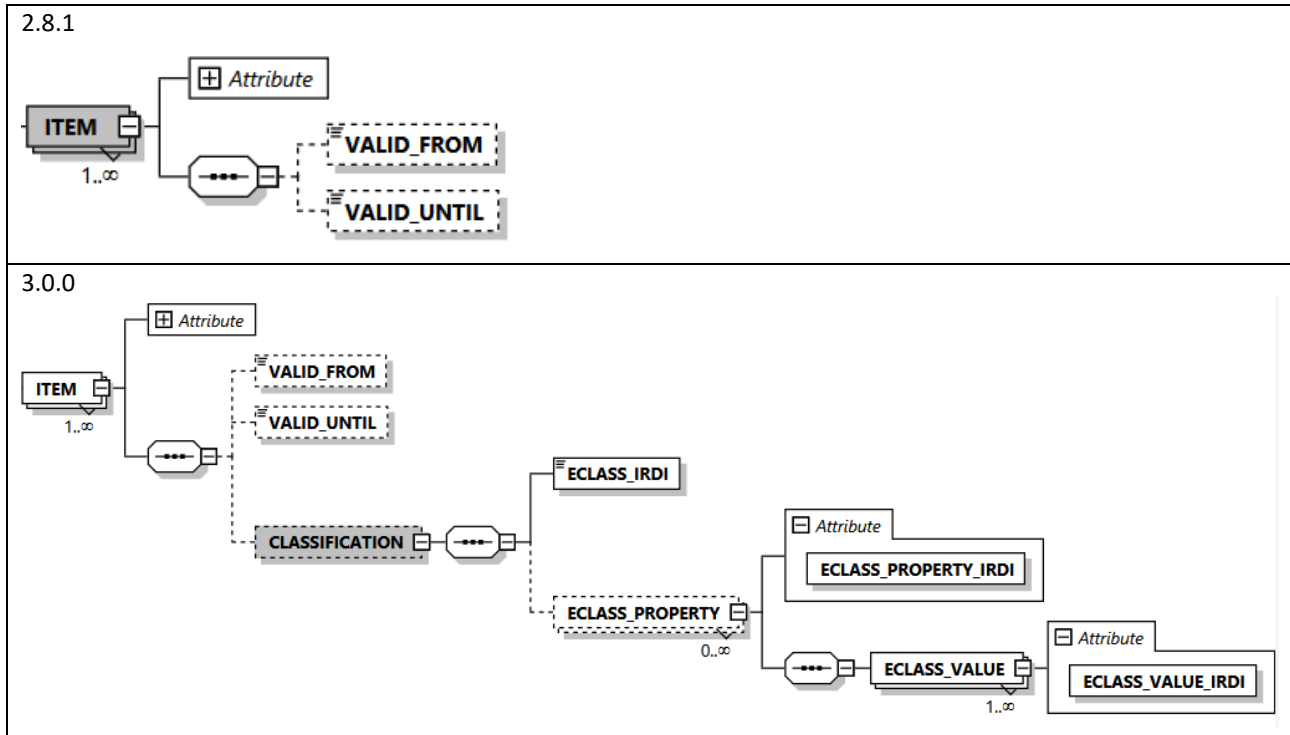 2.8.1
Attribute
ITEM
1..∞
VALID_FROM
VALID_UNTIL
3.0.0
Attribute
ITEM
1..∞
VALID_FROM
VALID_UNTIL
CLASSIFICATION
ECLASS_IRDI
ECLASS_PROPERTY
0..∞
Attribute
ECLASS_PROPERTY_IRDI
ECLASS_VALUE
1..∞
Attribute
ECLASS_VALUE_IRDI